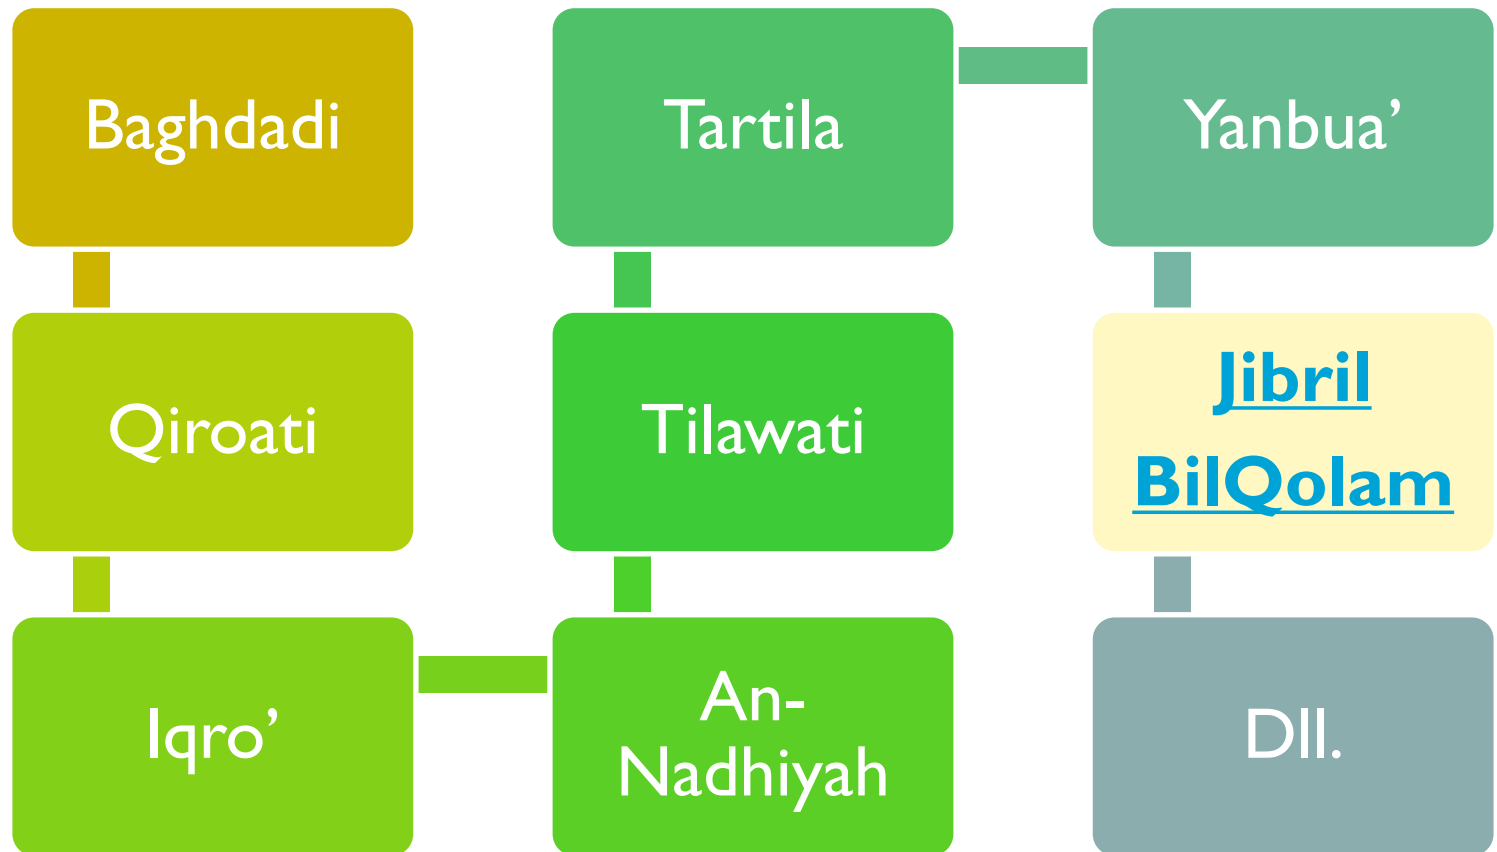 Baghdadi
Qiroati
Iqro’
An-
Nadhiyah
Tilawati
Tartila
Yanbua’
Jibril
BilQolam
Dll.